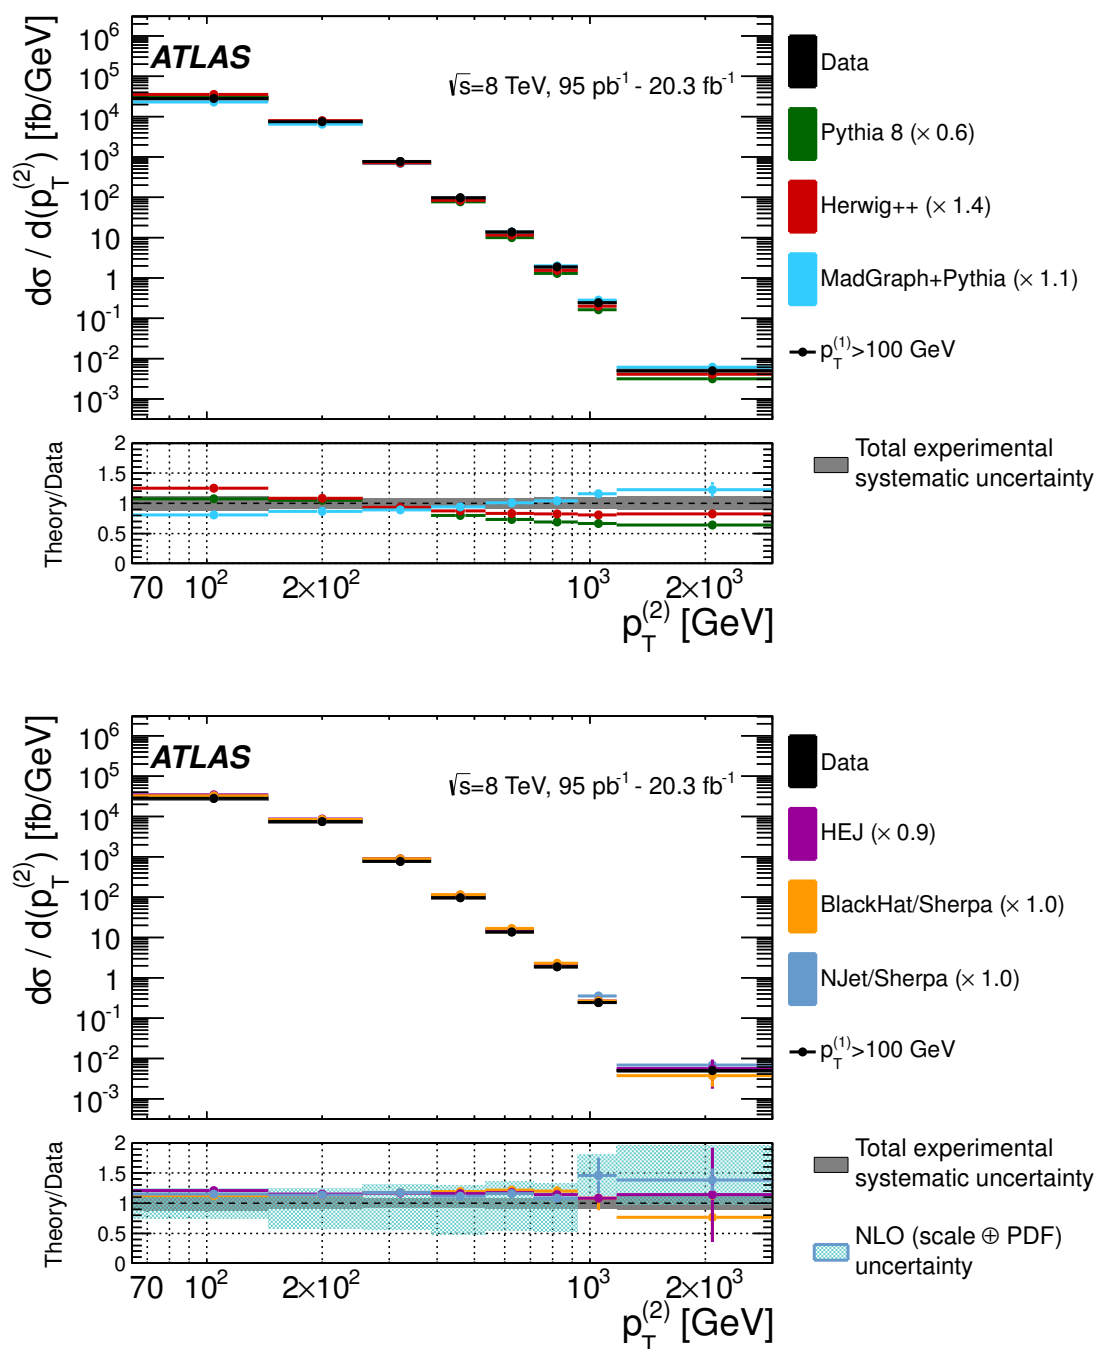 ATLAS
√s=8 TeV, 95 pb⁻¹ - 20.3 fb⁻¹
dσ / d(p_T^(2)) [fb/GeV]
10⁶
10⁵
10⁴
10³
10²
10
1
10⁻¹
10⁻²
10⁻³
Data
Pythia 8 (× 0.6)
Herwig++ (× 1.4)
MadGraph+Pythia (× 1.1)
p_T^(1)>100 GeV
Theory/Data
2
1.5
1
0.5
0
Total experimental
systematic uncertainty
70 10² 2×10² 10³ 2×10³
p_T^(2) [GeV]
ATLAS
√s=8 TeV, 95 pb⁻¹ - 20.3 fb⁻¹
dσ / d(p_T^(2)) [fb/GeV]
10⁶
10⁵
10⁴
10³
10²
10
1
10⁻¹
10⁻²
10⁻³
Data
HEJ (× 0.9)
BlackHat/Sherpa (× 1.0)
NJet/Sherpa (× 1.0)
p_T^(1)>100 GeV
Theory/Data
2
1.5
1
0.5
0
Total experimental
systematic uncertainty
NLO (scale ⊕ PDF)
uncertainty
70 10² 2×10² 10³ 2×10³
p_T^(2) [GeV]